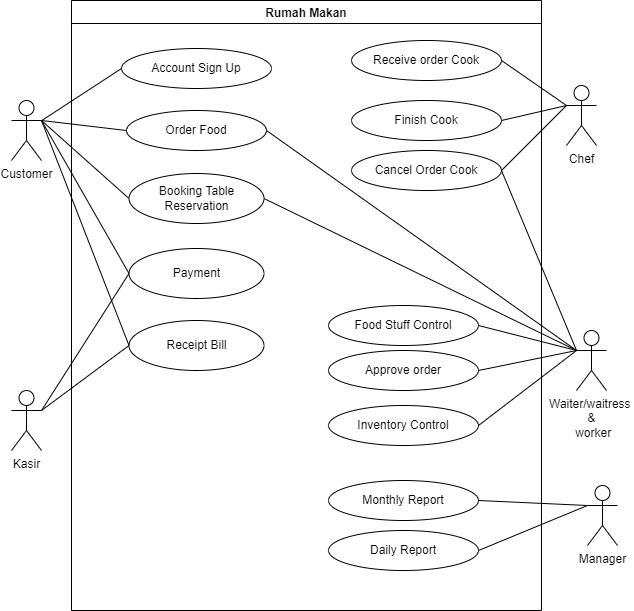 Rumah Makan
Account Sign Up
Receive order Cook
Order Food
Finish Cook
Customer
Chef
Cancel Order Cook
Booking Table
Reservation
Payment
Receipt Bill
Food Stuff Control
Approve order
Inventory Control
Waiter/waitress
&
worker
Kasir
Monthly Report
Daily Report
Manager